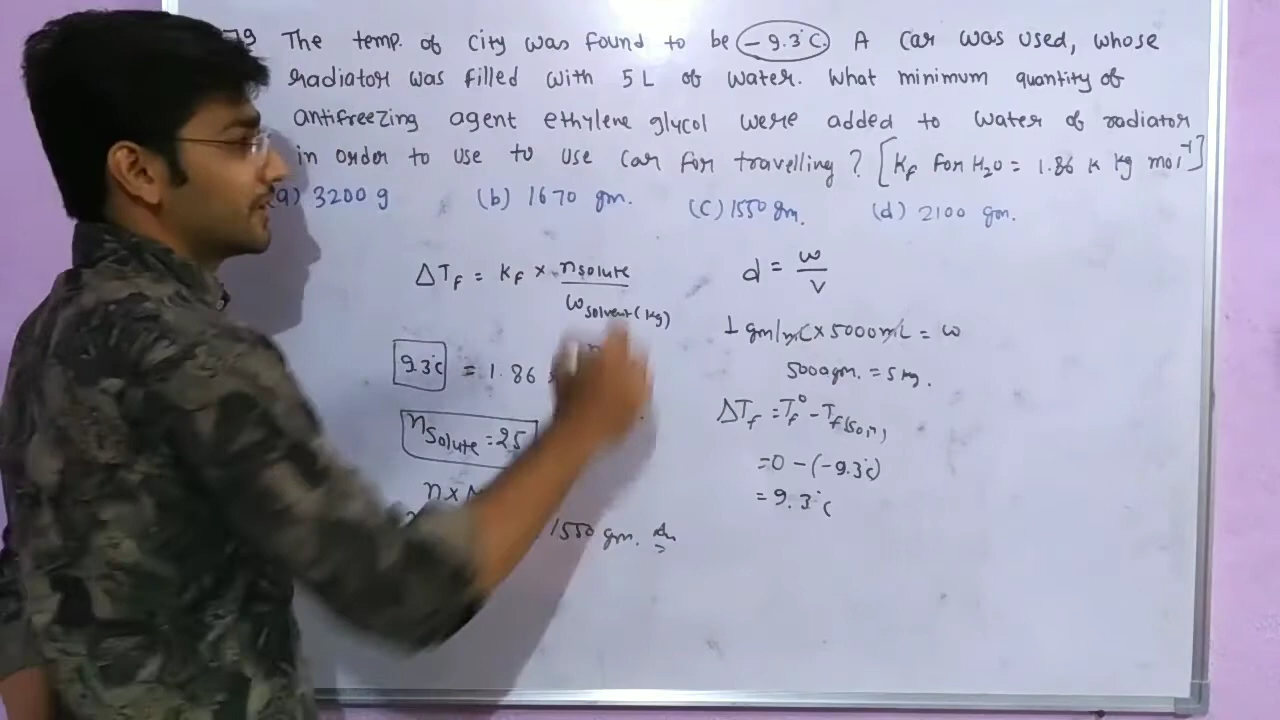 79 The temp. of city was found to be -9.3°C. A car was used, whose
radiator was filled with 5L of water. What minimum quantity of
antifreezing agent ethylene glycol were added to water of radiator
in order to use to use car for travelling? [Kf for H2O = 1.86 K kg mol⁻¹]
a) 3200 g (b) 1670 gm. (c) 1550 gm. (d) 2100 gm.
ΔTf = Kf × nsolute / wsolvent(kg)
9.3°C = 1.86
nsolute = 25
n×
1550 gm.
d = w/v
1 gm/mL × 5000 mL = w
5000 gm. = 5 kg.
ΔTf = Tf° - Tf(soln)
= 0 - (-9.3°C)
= 9.3°C